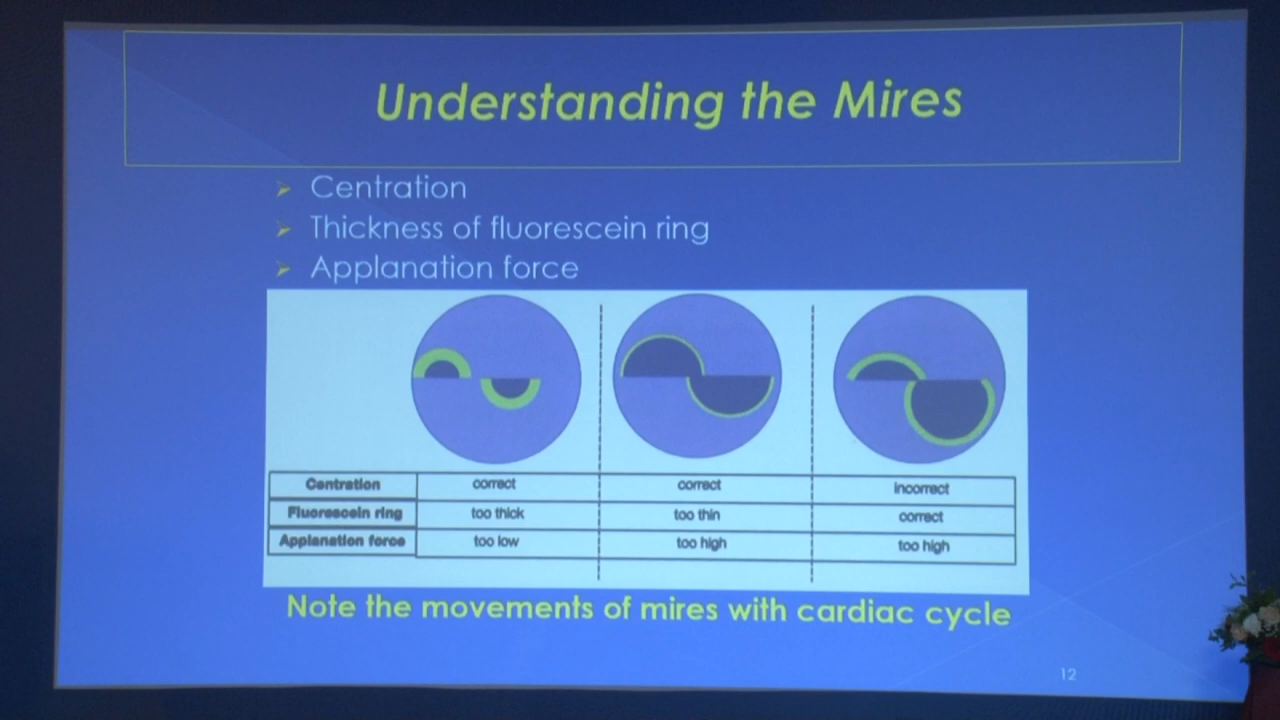 Understanding the Mires
Centration
Thickness of fluorescein ring
Applanation force
Centration correct correct incorrect
Fluorescein ring too thick too thin correct
Applanation force too low too high too high
Note the movements of mires with cardiac cycle
12